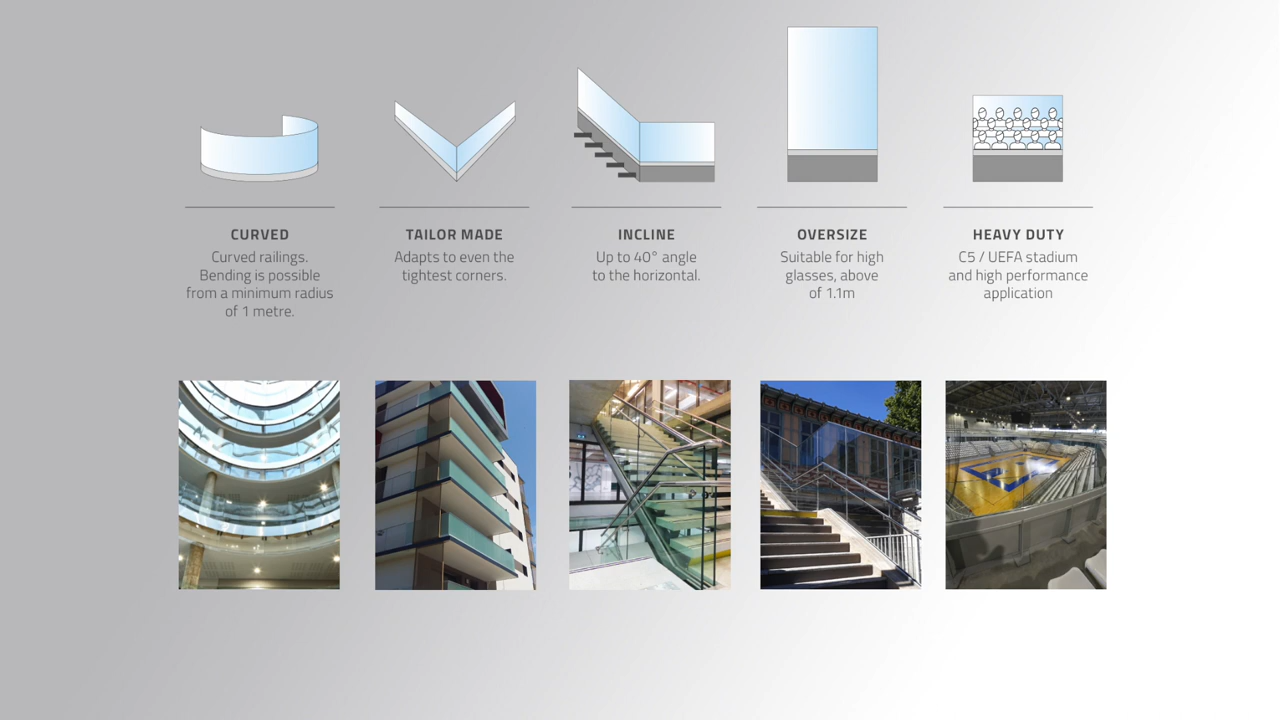 CURVED
Curved railings.
Bending is possible
from a minimum radius
of 1 metre.
TAILOR MADE
Adapts to even the
tightest corners.
INCLINE
Up to 40° angle
to the horizontal.
OVERSIZE
Suitable for high
glasses, above
of 1.1m
HEAVY DUTY
C5 / UEFA stadium
and high performance
application